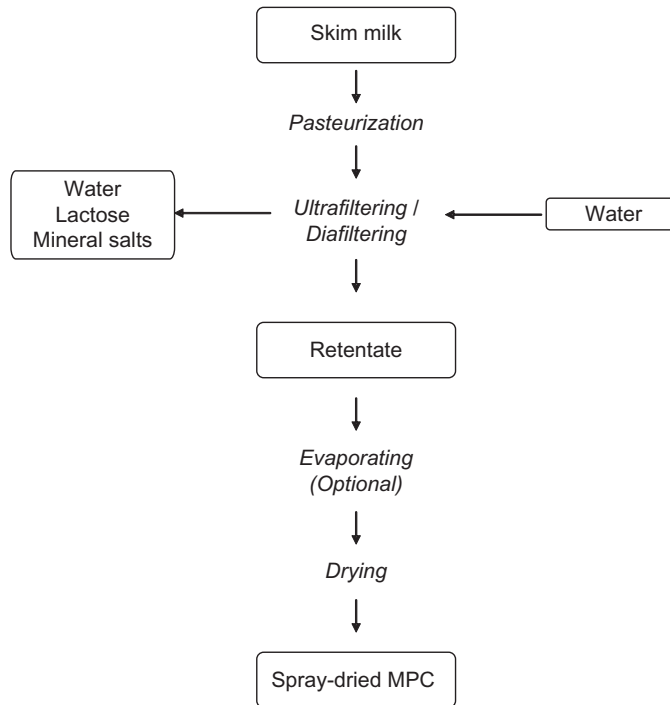 Skim milk
Pasteurization
Water
Lactose
Mineral salts
Ultrafiltering /
Diafiltering
Water
Retentate
Evaporating
(Optional)
Drying
Spray-dried MPC